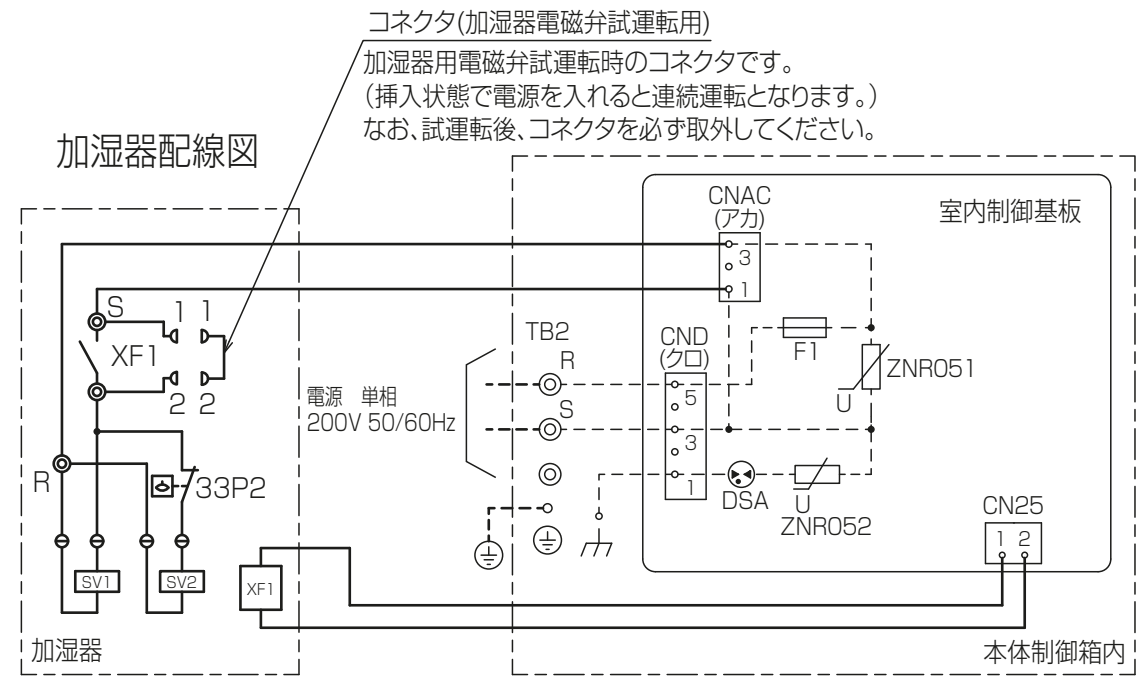 コネクタ(加湿器電磁弁試運転用)
加湿器用電磁弁試運転時のコネクタです。
(挿入状態で電源を入れると連続運転となります。)
なお、試運転後、コネクタを必ず取外してください。
加湿器配線図
室内制御基板
CNAC
(アカ)
3
1
S
1 1
XF1
2 2
R
33P2
SV1
SV2
XF1
加湿器
電源 単相
200V 50/60Hz
TB2
R
S
CND
(クロ)
5
3
1
F1
ZNR051
U
DSA
U
ZNR052
CN25
1 2
本体制御箱内